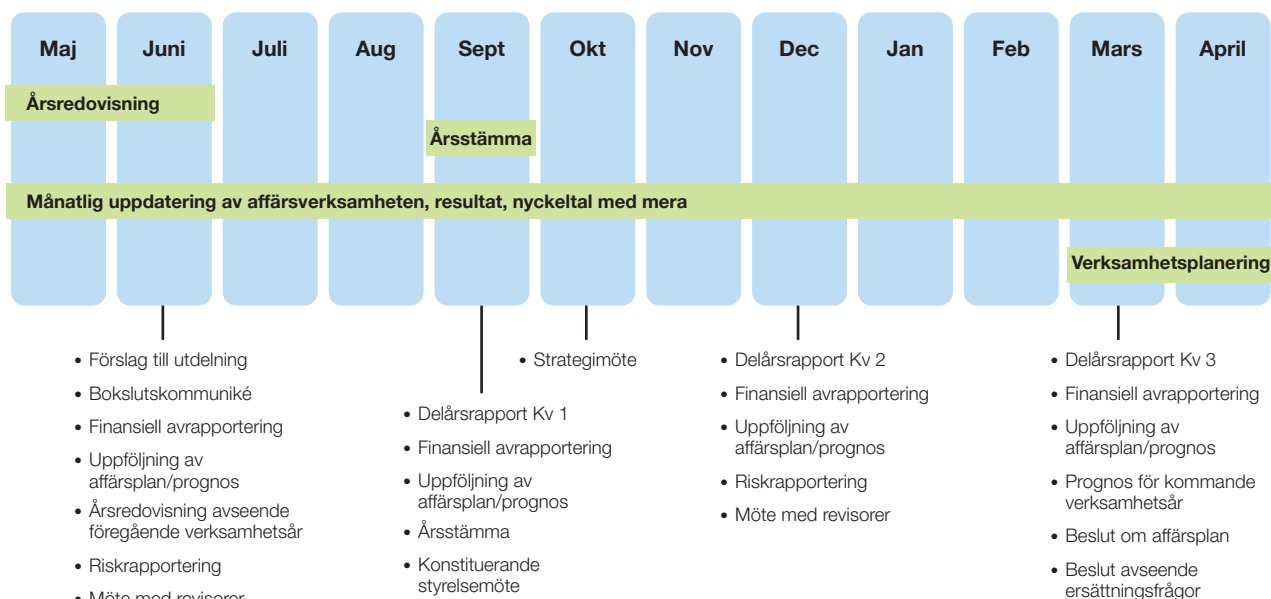 Maj Juni Juli Aug Sept Okt Nov Dec Jan Feb Mars April
Årsredovisning
Årsstämma
Månatlig uppdatering av affärsverksamheten, resultat, nyckeltal med mera
Verksamhetsplanering
• Förslag till utdelning
• Bokslutskommuniké
• Finansiell avrapportering
• Uppföljning av
affärsplan/prognos
• Årsredovisning avseende
föregående verksamhetsår
• Riskrapportering
• Möte med revisorer
• Delårsrapport Kv 1
• Finansiell avrapportering
• Uppföljning av
affärsplan/prognos
• Årsstämma
• Konstituerande
styrelsemöte
• Strategimöte
• Delårsrapport Kv 2
• Finansiell avrapportering
• Uppföljning av
affärsplan/prognos
• Riskrapportering
• Möte med revisorer
• Delårsrapport Kv 3
• Finansiell avrapportering
• Uppföljning av
affärsplan/prognos
• Prognos för kommande
verksamhetsår
• Beslut om affärsplan
• Beslut avseende
ersättningsfrågor